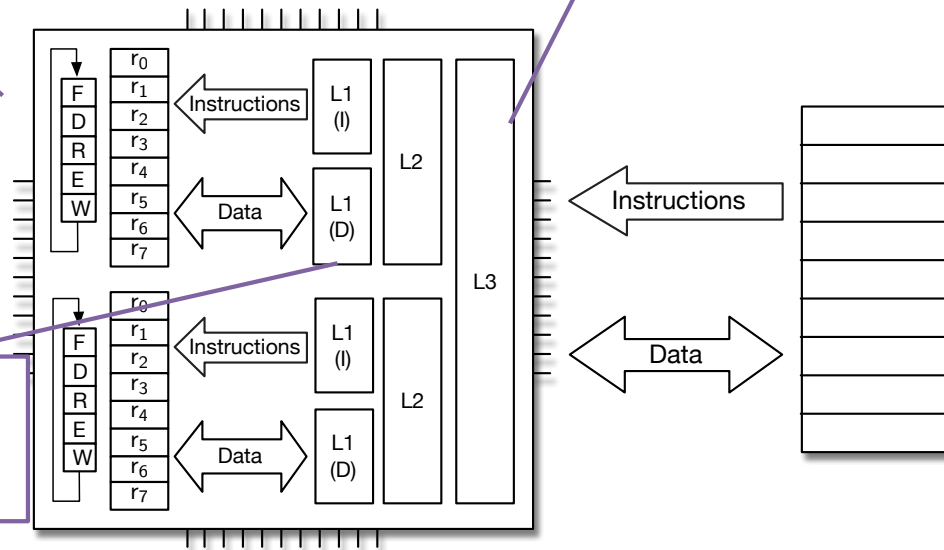 r0
r1
r2
r3
r4
r5
r6
r7
F
D
R
E
W
Instructions
Data
L1
(I)
L1
(D)
L2
L3
Instructions
Data
r0
r1
r2
r3
r4
r5
r6
r7
F
D
R
E
W
Instructions
Data
L1
(I)
L1
(D)
L2